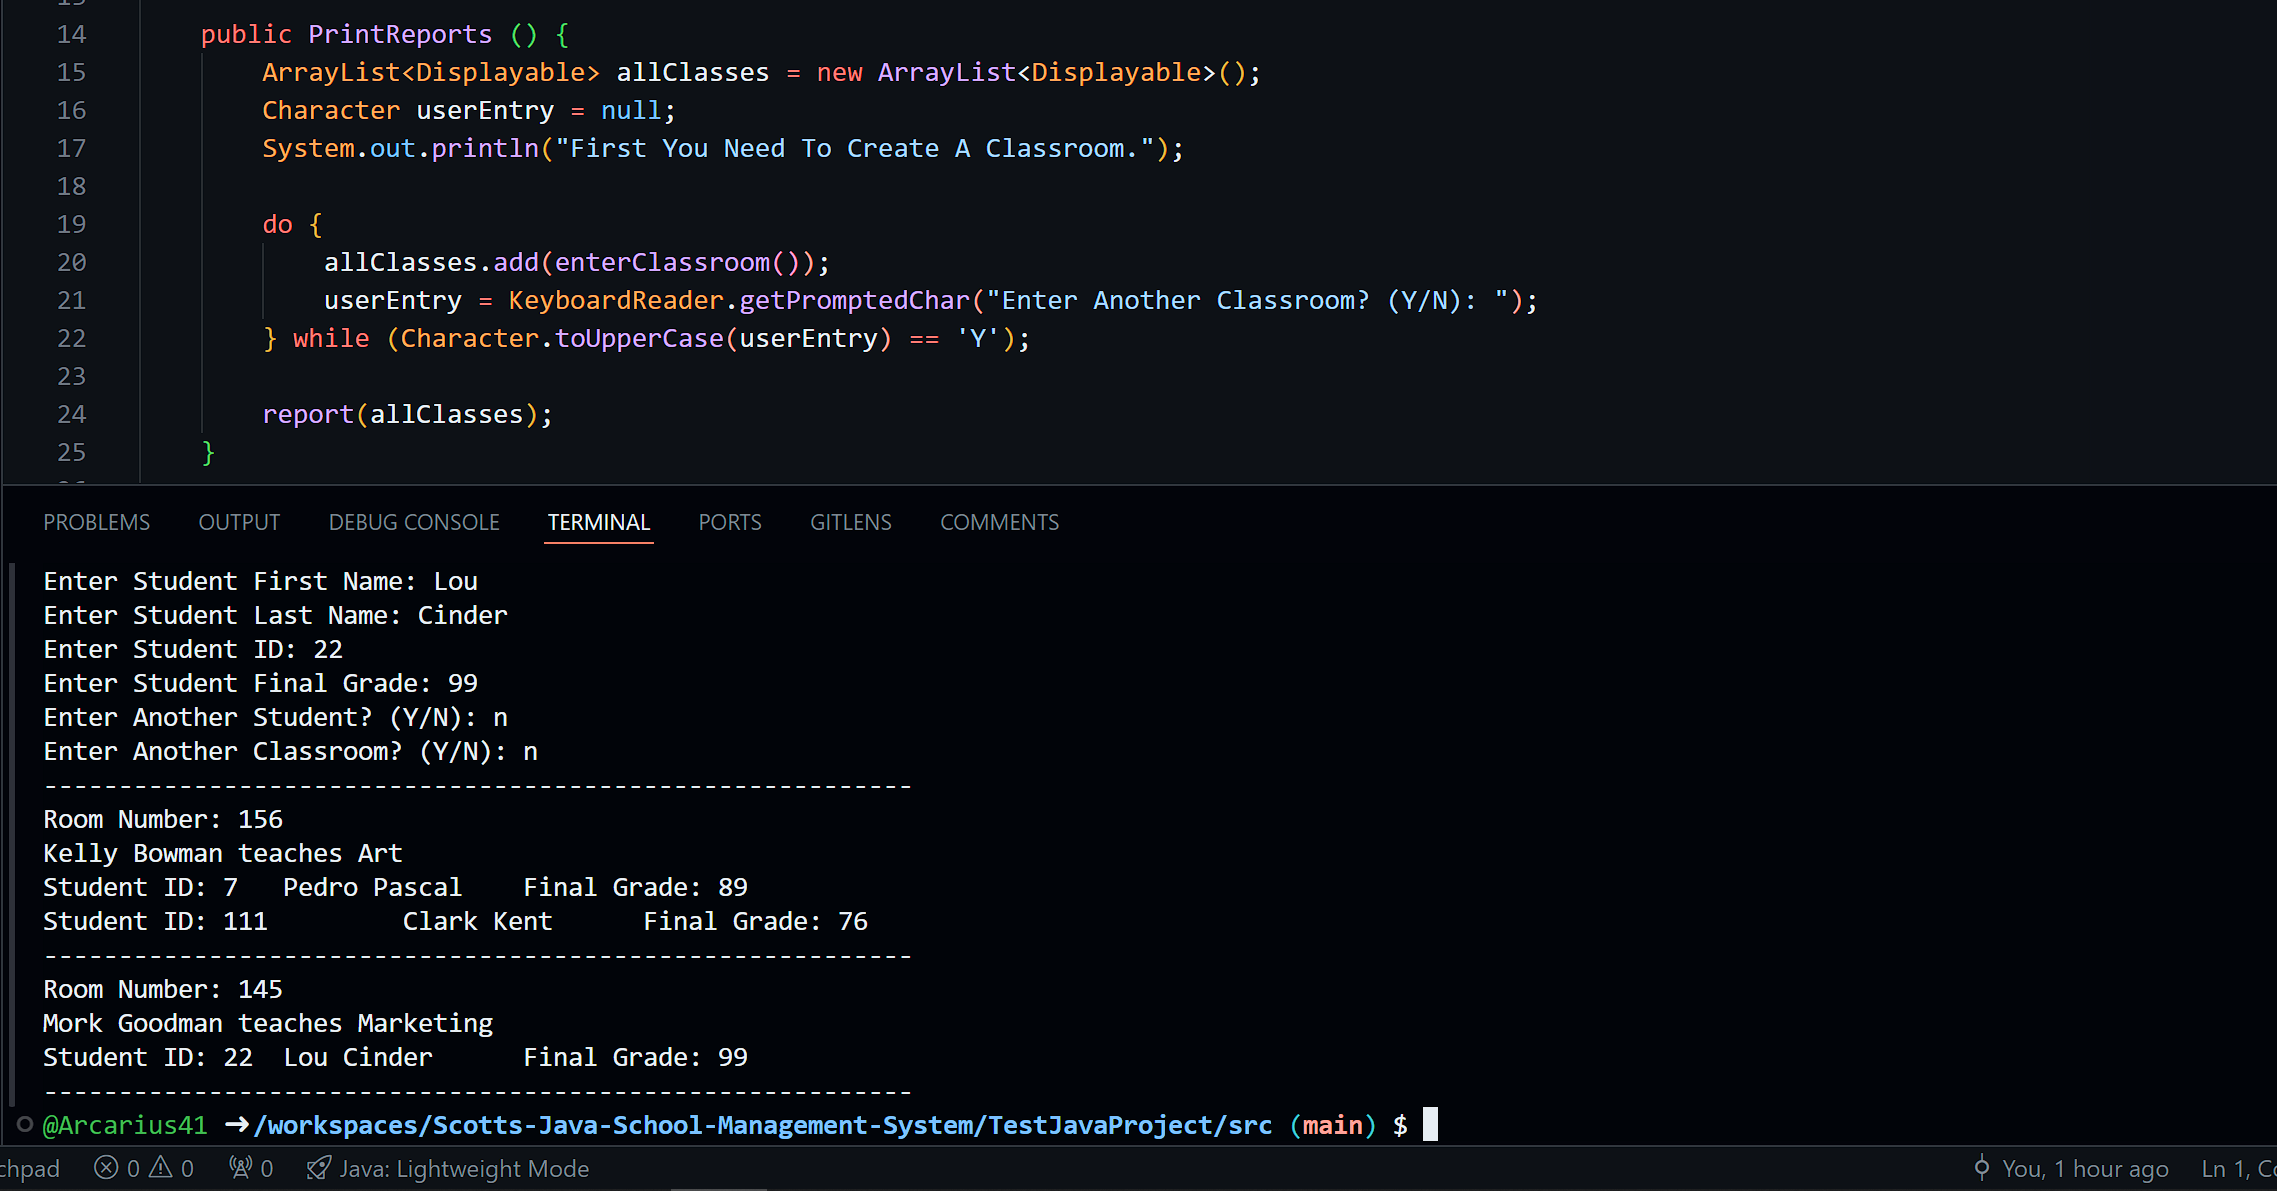 14 public PrintReports () {
15 ArrayList<Displayable> allClasses = new ArrayList<Displayable>();
16 Character userEntry = null;
17 System.out.println("First You Need To Create A Classroom.");
18
19 do {
20 allClasses.add(enterClassroom());
21 userEntry = KeyboardReader.getPromptedChar("Enter Another Classroom? (Y/N): ");
22 } while (Character.toUpperCase(userEntry) == 'Y');
23
24 report(allClasses);
25 }
PROBLEMS OUTPUT DEBUG CONSOLE TERMINAL PORTS GITLENS COMMENTS
Enter Student First Name: Lou
Enter Student Last Name: Cinder
Enter Student ID: 22
Enter Student Final Grade: 99
Enter Another Student? (Y/N): n
Enter Another Classroom? (Y/N): n
----------------------------------------------------------
Room Number: 156
Kelly Bowman teaches Art
Student ID: 7   Pedro Pascal    Final Grade: 89
Student ID: 111         Clark Kent      Final Grade: 76
----------------------------------------------------------
Room Number: 145
Mork Goodman teaches Marketing
Student ID: 22  Lou Cinder      Final Grade: 99
----------------------------------------------------------
@Arcarius41 ➜ /workspaces/Scotts-Java-School-Management-System/TestJavaProject/src (main) $
chpad 0 0 0 Java: Lightweight Mode You, 1 hour ago Ln 1, Co